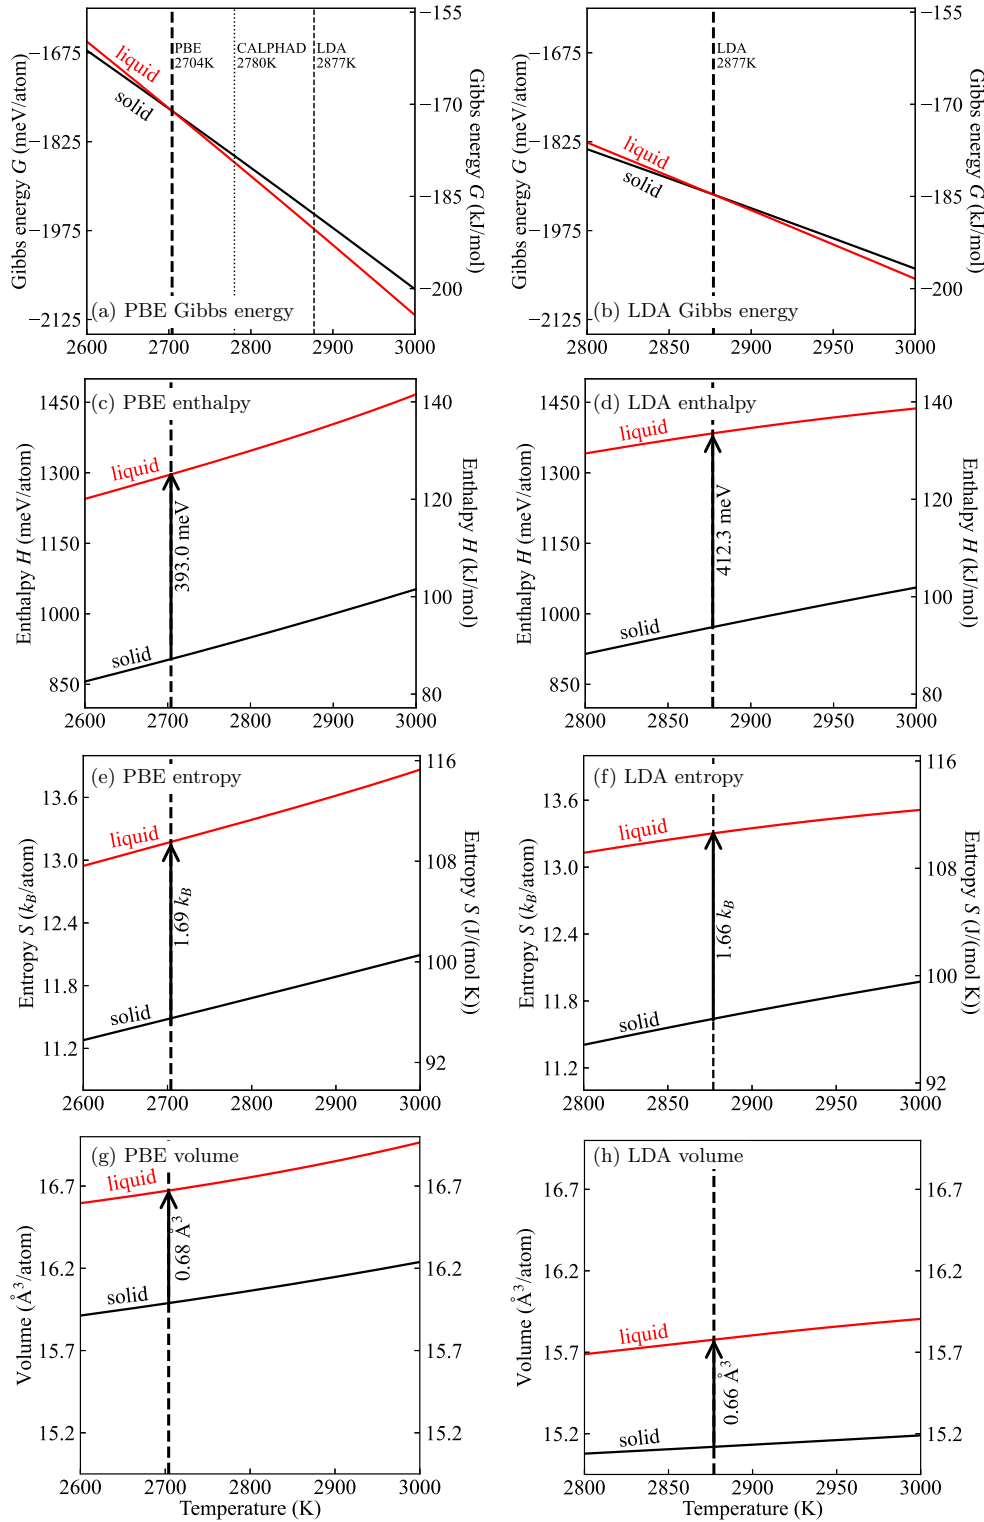 −155
−1675
PBE
2704K
CALPHAD
2780K
LDA
2877K
liquid
solid
−170
−1825
−185
−1975
−200
−2125
Gibbs energy G (meV/atom)
Gibbs energy G (kJ/mol)
(a) PBE Gibbs energy
2600 2700 2800 2900 3000
−155
−1675
LDA
2877K
−170
−1825
liquid
solid
−185
−1975
−200
−2125
Gibbs energy G (meV/atom)
Gibbs energy G (kJ/mol)
(b) LDA Gibbs energy
2800 2850 2900 2950 3000
(c) PBE enthalpy
1450
1300
1150
1000
850
140
120
100
80
liquid
393.0 meV
solid
Enthalpy H (meV/atom)
Enthalpy H (kJ/mol)
2600 2700 2800 2900 3000
(d) LDA enthalpy
1450
1300
1150
1000
850
140
120
100
80
liquid
412.3 meV
solid
Enthalpy H (meV/atom)
Enthalpy H (kJ/mol)
2800 2850 2900 2950 3000
(e) PBE entropy
13.6
13.0
12.4
11.8
11.2
116
108
100
92
liquid
1.69 kB
solid
Entropy S (kB/atom)
Entropy S (J/(mol K))
2600 2700 2800 2900 3000
(f) LDA entropy
13.6
13.0
12.4
11.8
11.2
116
108
100
92
liquid
1.66 kB
solid
Entropy S (kB/atom)
Entropy S (J/(mol K))
2800 2850 2900 2950 3000
(g) PBE volume
16.7
16.2
15.7
15.2
16.7
16.2
15.7
15.2
liquid
0.68 Å³
solid
Volume (Å³/atom)
2600 2700 2800 2900 3000
Temperature (K)
(h) LDA volume
16.7
16.2
15.7
15.2
16.7
16.2
15.7
15.2
liquid
0.66 Å³
solid
Volume (Å³/atom)
2800 2850 2900 2950 3000
Temperature (K)